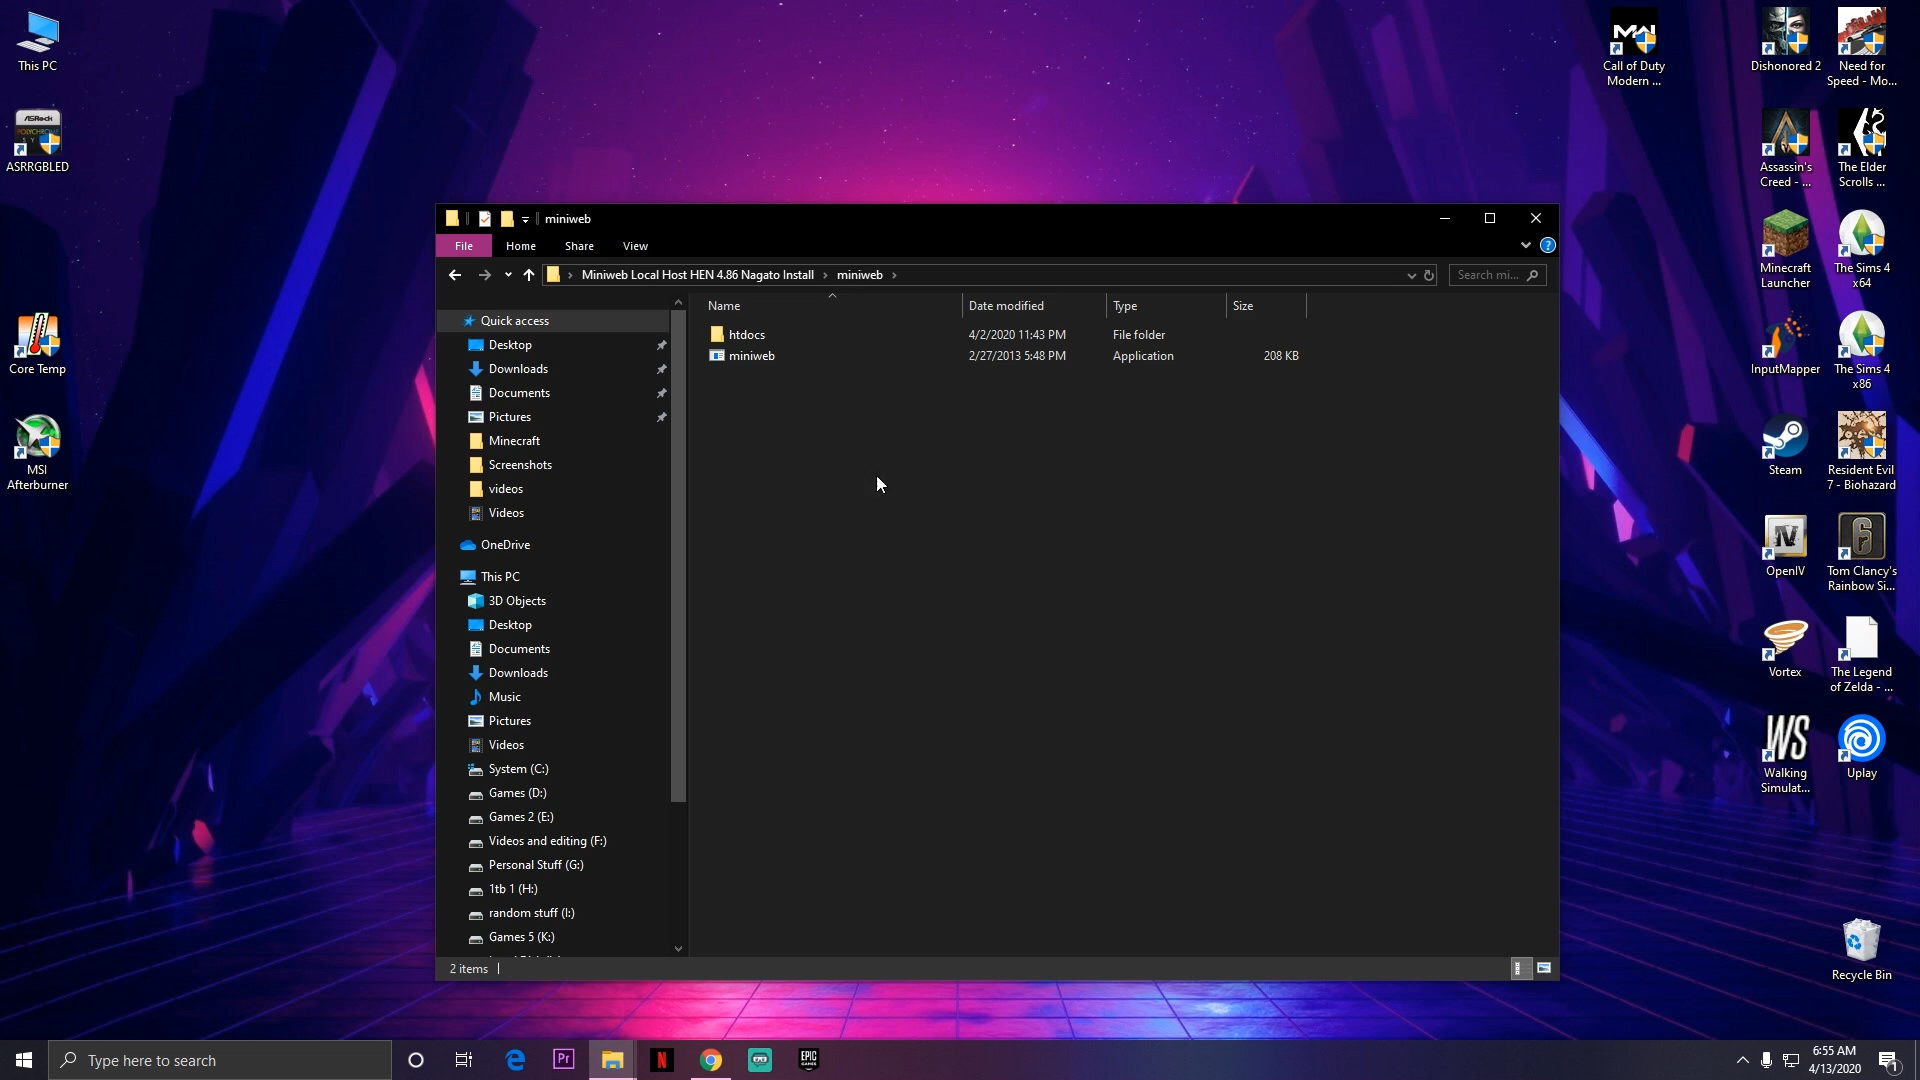 This PC
ASRock
ASRRGBLED
Core Temp
MSI
Afterburner
miniweb
File
Home
Share
View
Miniweb Local Host HEN 4.86 Nagato Install
miniweb
Search mi...
Name
Date modified
Type
Size
htdocs
4/2/2020 11:43 PM
File folder
miniweb
2/27/2013 5:48 PM
Application
208 KB
Quick access
Desktop
Downloads
Documents
Pictures
Minecraft
Screenshots
videos
Videos
OneDrive
This PC
3D Objects
Desktop
Documents
Downloads
Music
Pictures
Videos
System (C:)
Games (D:)
Games 2 (E:)
Videos and editing (F:)
Personal Stuff (G:)
1tb 1 (H:)
random stuff (I:)
Games 5 (K:)
2 items
Call of Duty
Modern ...
Dishonored 2
Need for
Speed - Mo...
Assassin's
Creed - ...
The Elder
Scrolls ...
Minecraft
Launcher
The Sims 4
x64
InputMapper
The Sims 4
x86
Steam
Resident Evil
7 - Biohazard
OpenIV
Tom Clancy's
Rainbow Si...
Vortex
The Legend
of Zelda - ...
WS
Walking
Simulat...
Uplay
Recycle Bin
Type here to search
Pr
N
EPIC
GAMES
6:55 AM
4/13/2020
1